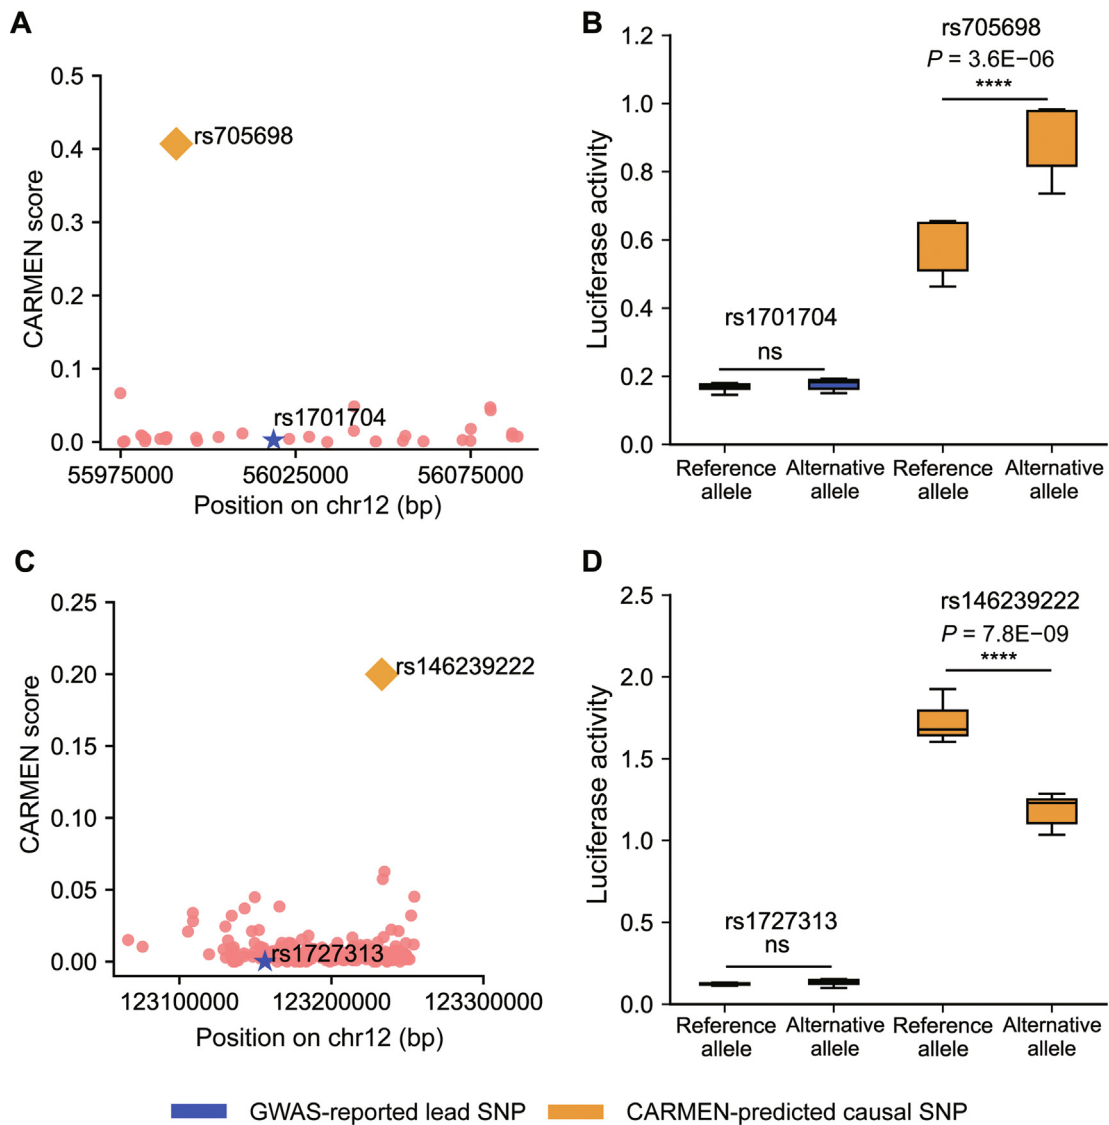 A
0.5
0.4
0.3
0.2
0.1
0.0
CARMEN score
rs705698
rs1701704
55975000 56025000 56075000
Position on chr12 (bp)
B
1.2
1.0
0.8
0.6
0.4
0.2
0.0
Luciferase activity
rs705698
P = 3.6E−06
****
rs1701704
ns
Reference allele
Alternative allele
Reference allele
Alternative allele
C
0.25
0.20
0.15
0.10
0.05
0.00
CARMEN score
rs146239222
rs1727313
123100000 123200000 123300000
Position on chr12 (bp)
D
2.5
2.0
1.5
1.0
0.5
0.0
Luciferase activity
rs146239222
P = 7.8E−09
****
rs1727313
ns
Reference allele
Alternative allele
Reference allele
Alternative allele
GWAS-reported lead SNP
CARMEN-predicted causal SNP